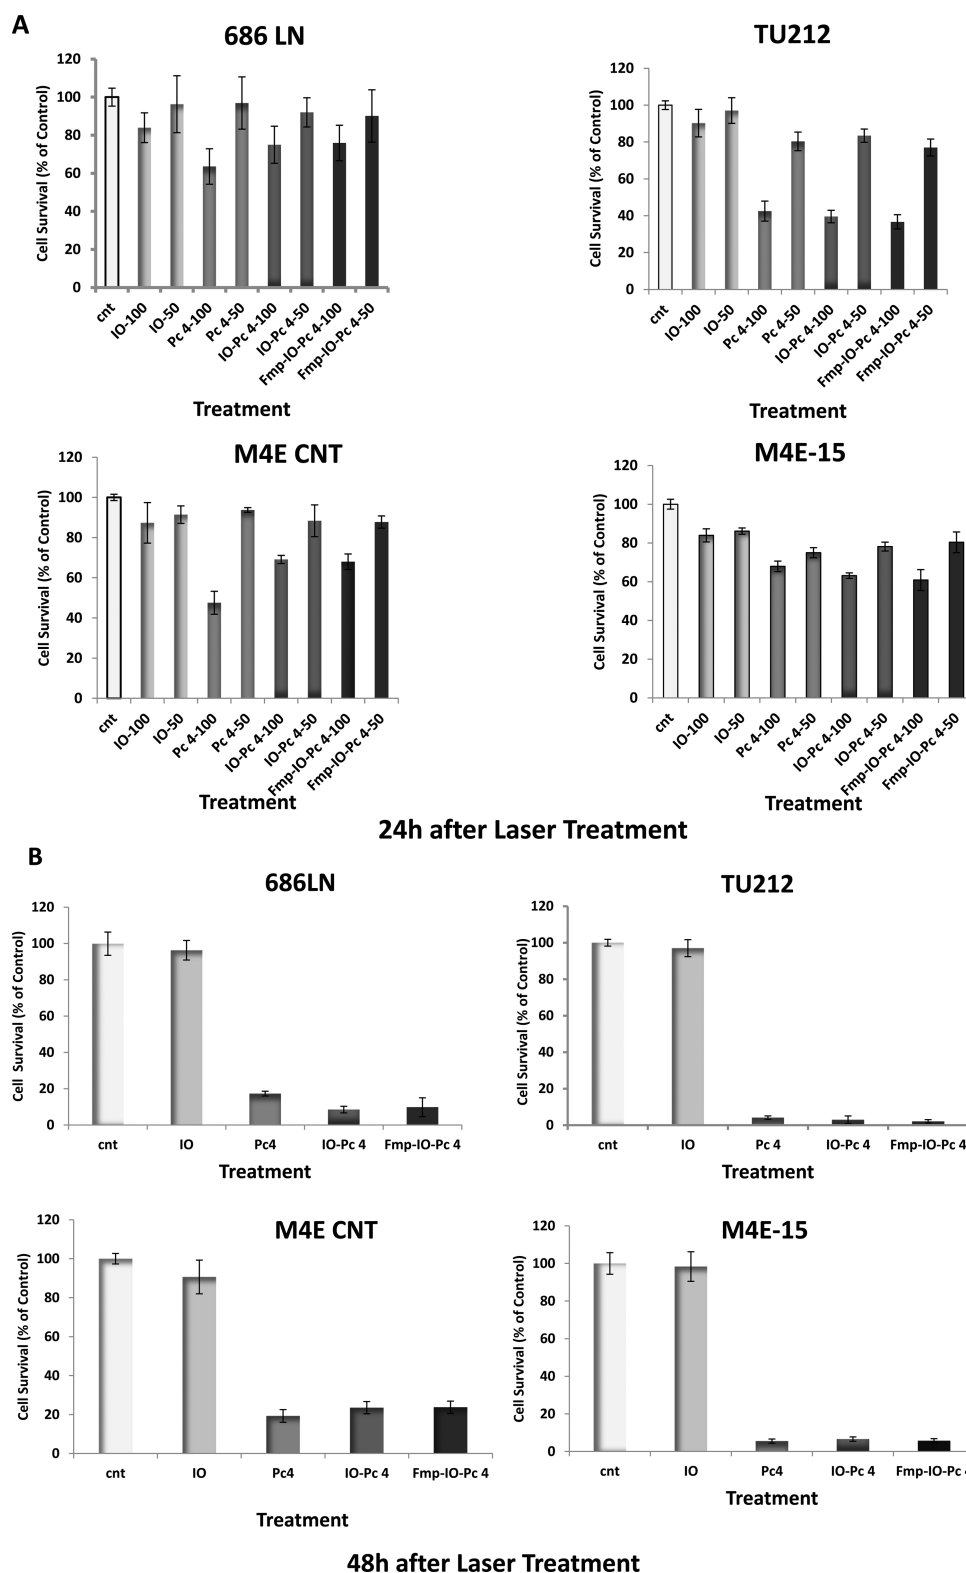 A
686 LN
Cell Survival (% of Control)
120
100
80
60
40
20
0
cnt
IO-100
IO-50
Pc 4-100
Pc 4-50
IO-Pc 4-100
IO-Pc 4-50
Fmp-IO-Pc 4-100
Fmp-IO-Pc 4-50
Treatment
TU212
Cell Survival (% of Control)
120
100
80
60
40
20
0
cnt
IO-100
IO-50
Pc 4-100
Pc 4-50
IO-Pc 4-100
IO-Pc 4-50
Fmp-IO-Pc 4-100
Fmp-IO-Pc 4-50
Treatment
M4E CNT
Cell Survival (% of Control)
120
100
80
60
40
20
0
cnt
IO-100
IO-50
Pc 4-100
Pc 4-50
IO-Pc 4-100
IO-Pc 4-50
Fmp-IO-Pc 4-100
Fmp-IO-Pc 4-50
Treatment
M4E-15
Cell Survival (% of Control)
120
100
80
60
40
20
0
cnt
IO-100
IO-50
Pc 4-100
Pc 4-50
IO-Pc 4-100
IO-Pc 4-50
Fmp-IO-Pc 4-100
Fmp-IO-Pc 4-50
Treatment
24h after Laser Treatment
B
686LN
Cell Survival (% of Control)
120
100
80
60
40
20
0
cnt IO Pc4 IO-Pc 4 Fmp-IO-Pc 4
Treatment
TU212
Cell Survival (% of Control)
120
100
80
60
40
20
0
cnt IO Pc 4 IO-Pc 4 Fmp-IO-Pc 4
Treatment
M4E CNT
Cell Survival (% of Control)
120
100
80
60
40
20
0
cnt IO Pc4 IO-Pc 4 Fmp-IO-Pc 4
Treatment
M4E-15
Cell Survival (% of Control)
120
100
80
60
40
20
0
cnt IO Pc4 IO-Pc 4 Fmp-IO-Pc 4
Treatment
48h after Laser Treatment